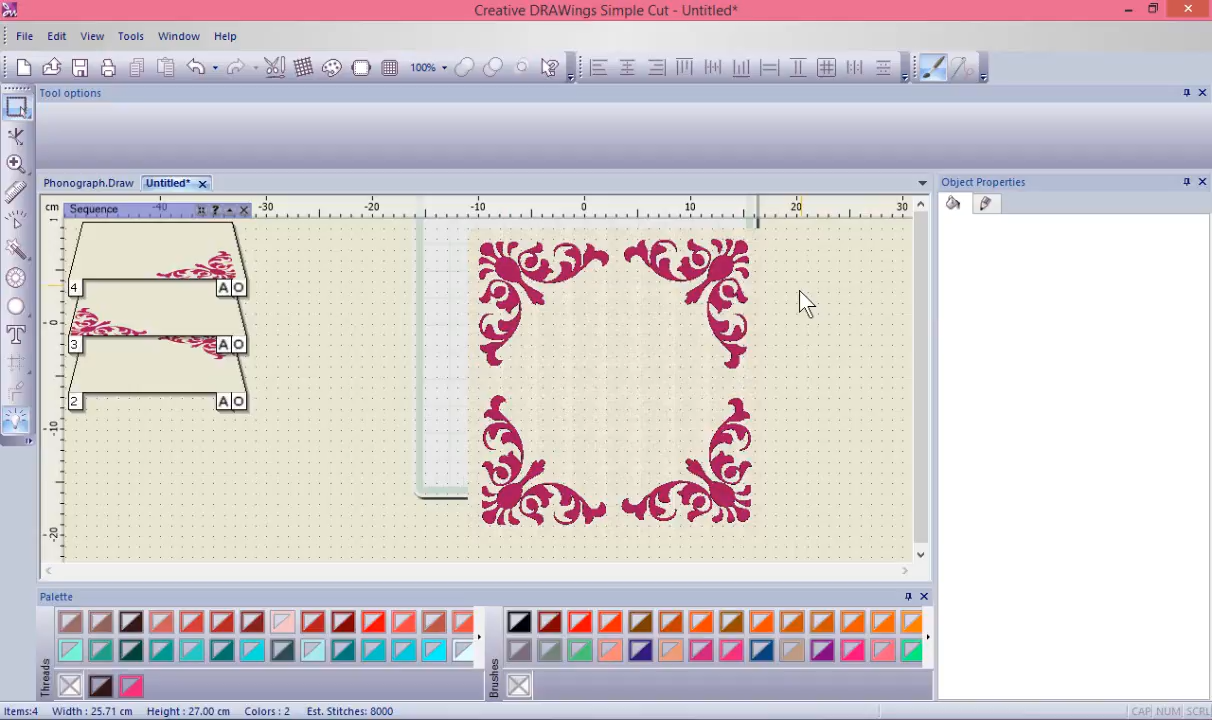 Creative DRAWings Simple Cut - Untitled*
File Edit View Tools Window Help
100%
Tool options
Phonograph.Draw Untitled*
Object Properties
cm -40 -30 -20 -10 0 10 20 30
Sequence
4 A O
3 A O
2 A O
0
-10
-20
Palette
Threads
Brushes
Items:4 Width : 25.71 cm Height : 27.00 cm Colors : 2 Est. Stitches: 8000 CAP NUM SCRL